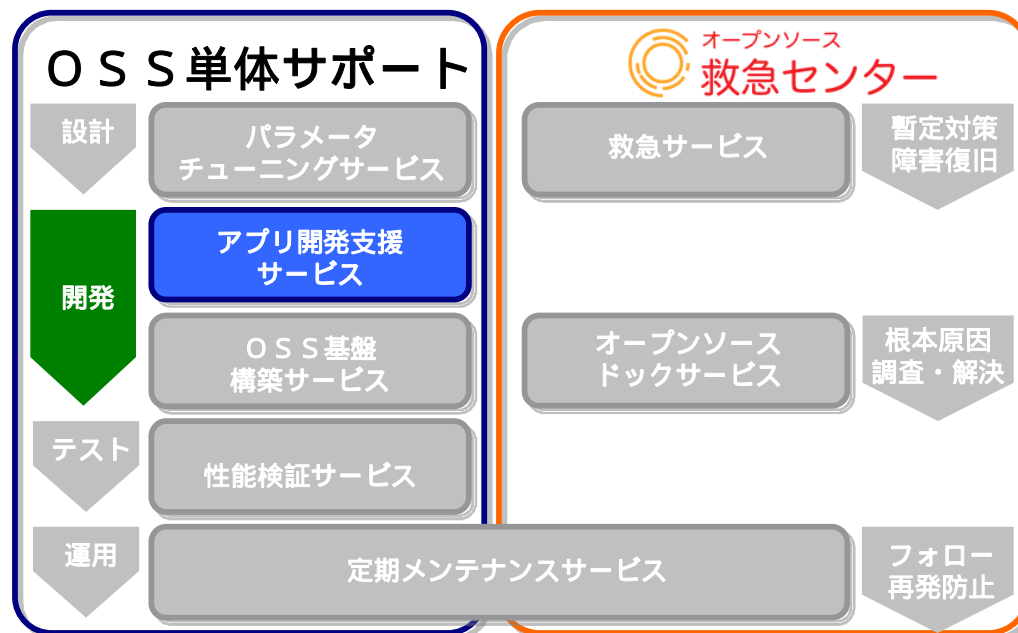 ＯＳＳ単体サポート
設計
パラメータ
チューニングサービス
開発
アプリ開発支援
サービス
ＯＳＳ基盤
構築サービス
テスト
性能検証サービス
運用
定期メンテナンスサービス
オープンソース
救急センター
救急サービス
暫定対策
障害復旧
オープンソース
ドックサービス
根本原因
調査・解決
フォロー
再発防止